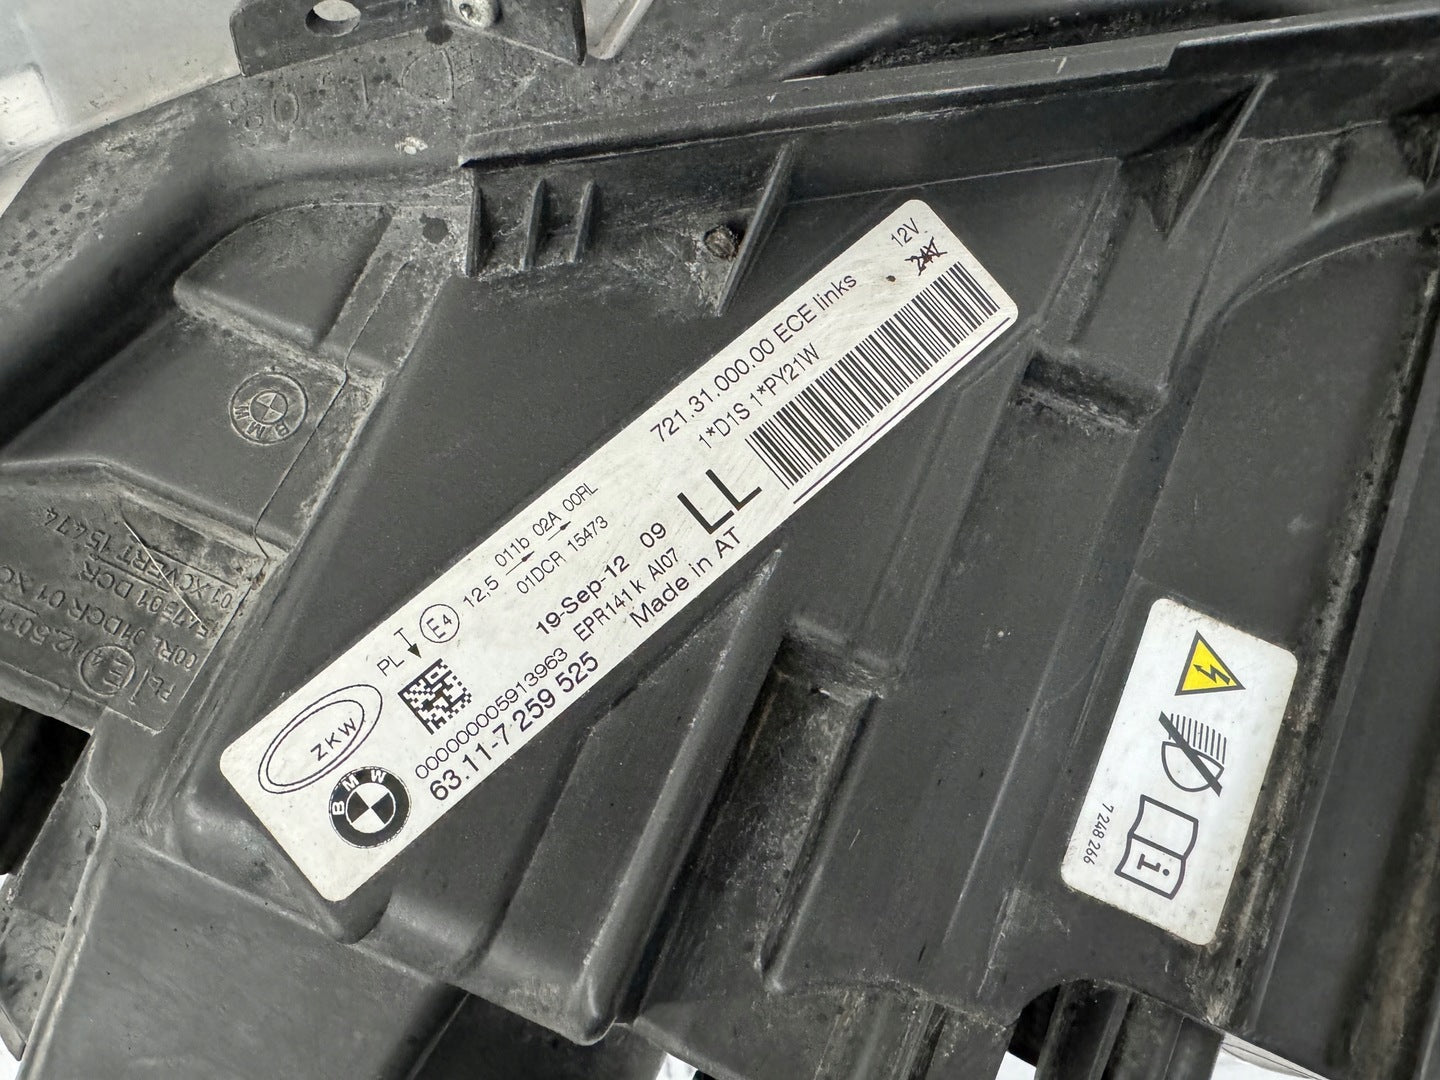 12V
721.31.000.00 ECE links
1*D1S 1*PY21W
LL
12,5 011b 02A 00RL
01DCR 15473
PL
E4
19-Sep-12 09
EPR141 k AI07
Made in AT
0000000005913963
63.11-7 259 525
ZKW
BMW
BMW
7 248 266
i